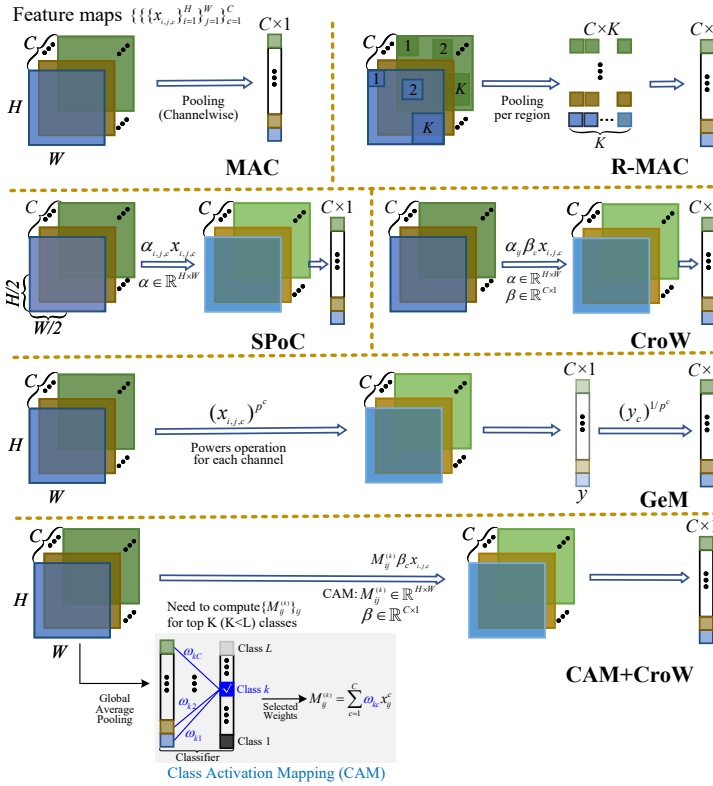 Feature maps {{{x_{i,j,c}}_{i=1}^{H}}_{j=1}^{W}}_{c=1}^{C}
C
H
W
Pooling
(Channelwise)
C×1
MAC
C
1
2
K
1
2
K
Pooling
per region
C×K
K
R-MAC
C
H/2
W/2
α_{i,j,c} x_{i,j,c}
α ∈ ℝ^{H×W}
C
C×1
SPoC
C
α_{ij} β_c x_{i,j,c}
α ∈ ℝ^{H×W}
β ∈ ℝ^{C×1}
C
CroW
C
H
W
(x_{i,j,c})^{p^c}
Powers operation
for each channel
C
C×1
y
(y_c)^{1/p^c}
GeM
C
H
W
M_{ij}^{(k)} β_c x_{i,j,c}
CAM: M_{ij}^{(k)} ∈ ℝ^{H×W}
β ∈ ℝ^{C×1}
C
CAM+CroW
Need to compute {M_{ij}^{(k)}}_{ij}
for top K (K<L) classes
Global
Average
Pooling
ω_{kC}
ω_{k2}
ω_{k1}
Class L
Class k
Class 1
Classifier
Selected
Weights
M_{ij}^{(k)} = ∑_{c=1}^{C} ω_{kc} x_{ij}^{c}
Class Activation Mapping (CAM)